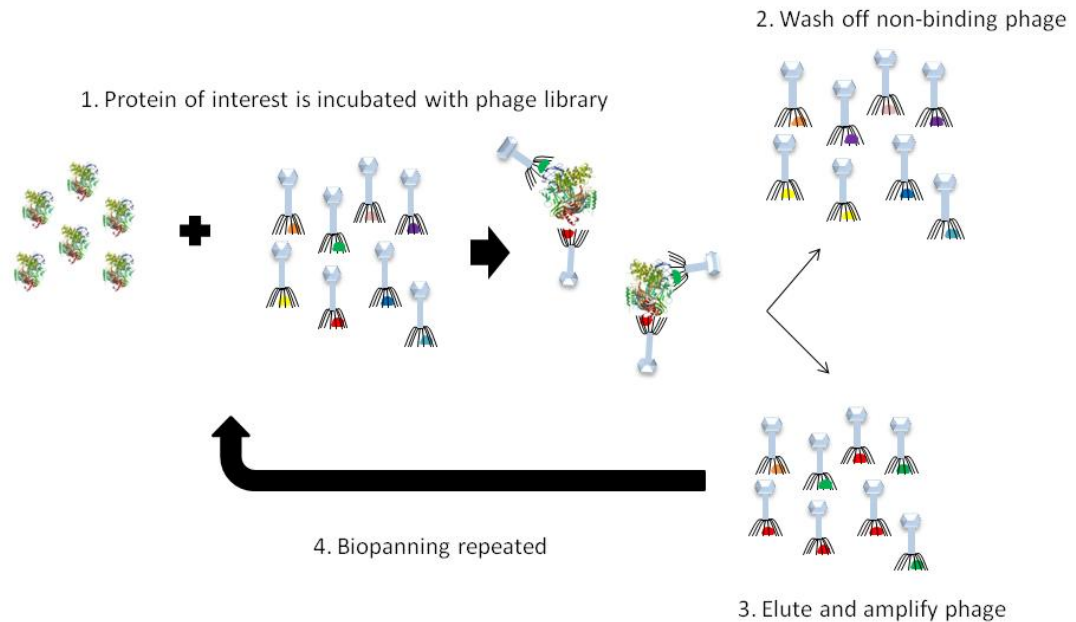 1. Protein of interest is incubated with phage library
2. Wash off non-binding phage
3. Elute and amplify phage
4. Biopanning repeated